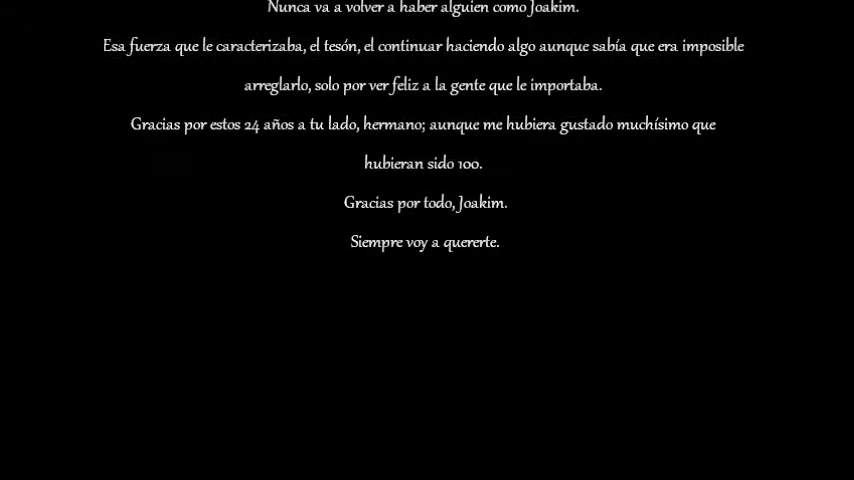 Nunca va a volver a haber alguien como Joakim.
Esa fuerza que le caracterizaba, el tesón, el continuar haciendo algo aunque sabía que era imposible
arreglarlo, solo por ver feliz a la gente que le importaba.
Gracias por estos 24 años a tu lado, hermano; aunque me hubiera gustado muchísimo que
hubieran sido 100.
Gracias por todo, Joakim.
Siempre voy a quererte.